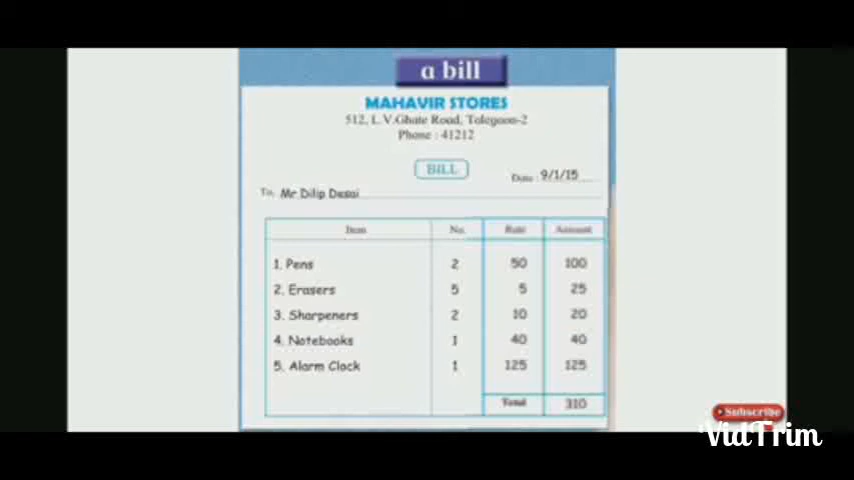 a bill
MAHAVIR STORES
512, L.V.Ghate Road, Talegaon-2
Phone : 41212
BILL
Date : 9/1/15
To, Mr Dilip Desai
Item No. Rate Amount
1. Pens 2 50 100
2. Erasers 5 5 25
3. Sharpeners 2 10 20
4. Notebooks 1 40 40
5. Alarm Clock 1 125 125
Total 310
Subscribe
VidTrim